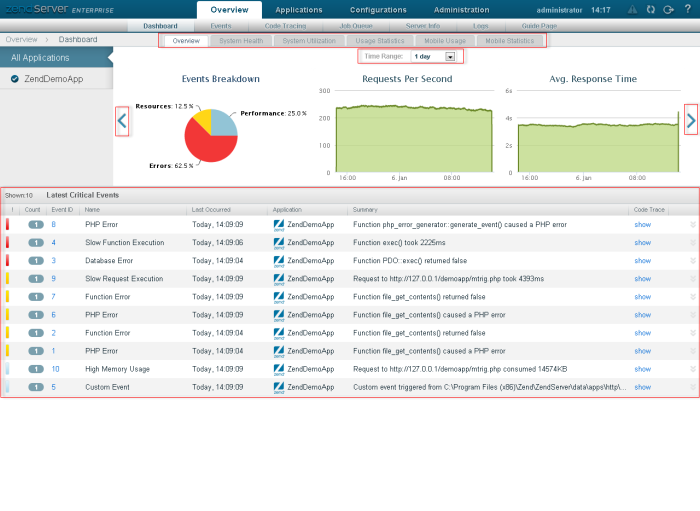 zendServer ENTERPRISE Overview Applications Configurations Administration administrator 14:17 ?
Dashboard Events Code Tracing Job Queue Server Info Logs Guide Page
Overview > Dashboard
Overview System Health System Utilization Usage Statistics Mobile Usage Mobile Statistics
Time Range: 1 day
All Applications
ZendDemoApp
Events Breakdown
Resources: 12.5 %
Performance: 25.0 %
Errors: 62.5 %
Requests Per Second
300
200
100
0
16:00 6. Jan 08:00
Avg. Response Time
6s
4s
2s
0
16:00 6. Jan 08:00
Shown:10 Latest Critical Events
! Count Event ID Name Last Occurred Application Summary Code Trace
1 8 PHP Error Today, 14:09:09 zend ZendDemoApp Function php_error_generator::generate_event() caused a PHP error show
1 4 Slow Function Execution Today, 14:09:06 zend ZendDemoApp Function exec() took 2225ms show
1 3 Database Error Today, 14:09:04 zend ZendDemoApp Function PDO::exec() returned false show
1 9 Slow Request Execution Today, 14:09:09 zend ZendDemoApp Request to http://127.0.0.1/demoapp/mtrig.php took 4393ms show
1 7 Function Error Today, 14:09:09 zend ZendDemoApp Function file_get_contents() returned false show
1 6 PHP Error Today, 14:09:09 zend ZendDemoApp Function file_get_contents() caused a PHP error show
1 2 Function Error Today, 14:09:04 zend ZendDemoApp Function file_get_contents() returned false show
1 1 PHP Error Today, 14:09:04 zend ZendDemoApp Function file_get_contents() caused a PHP error show
1 10 High Memory Usage Today, 14:09:09 zend ZendDemoApp Request to http://127.0.0.1/demoapp/mtrig.php consumed 14574KB show
1 5 Custom Event Today, 14:09:09 zend ZendDemoApp Custom event triggered from C:\Program Files (x86)\Zend\ZendServer\data\apps\http\... show